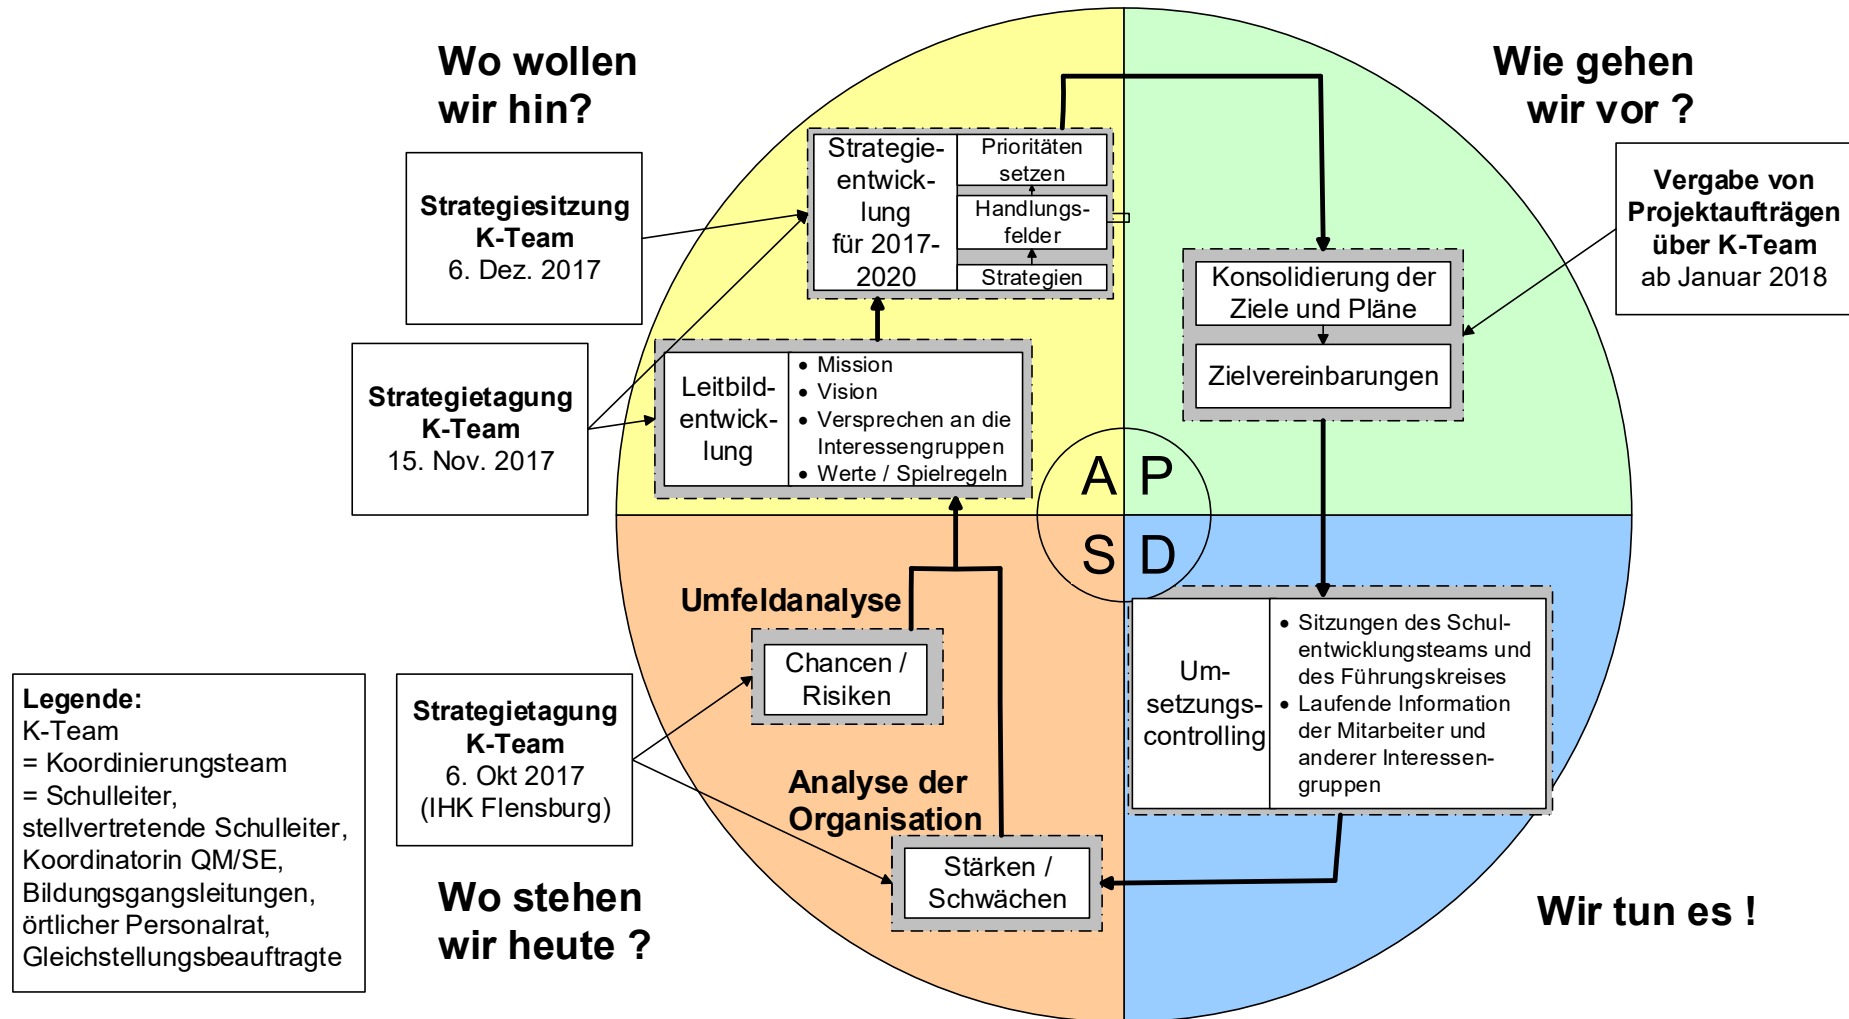 Wo wollen
wir hin?
Wie gehen
wir vor ?
Strategiesitzung
K-Team
6. Dez. 2017
Strategie-
entwick-
lung
für 2017-
2020
Prioritäten
setzen
Handlungs-
felder
Strategien
Vergabe von
Projektaufträgen
über K-Team
ab Januar 2018
Konsolidierung der
Ziele und Pläne
Zielvereinbarungen
Strategietagung
K-Team
15. Nov. 2017
Leitbild-
entwick-
lung
• Mission
• Vision
• Versprechen an die
Interessengruppen
• Werte / Spielregeln
A P
S D
Umfeldanalyse
Chancen /
Risiken
Strategietagung
K-Team
6. Okt 2017
(IHK Flensburg)
Analyse der
Organisation
Stärken /
Schwächen
Um-
setzungs-
controlling
• Sitzungen des Schul-
entwicklungsteams und
des Führungskreises
• Laufende Information
der Mitarbeiter und
anderer Interessen-
gruppen
Legende:
K-Team
= Koordinierungsteam
= Schulleiter,
stellvertretende Schulleiter,
Koordinatorin QM/SE,
Bildungsgangsleitungen,
örtlicher Personalrat,
Gleichstellungsbeauftragte
Wo stehen
wir heute ?
Wir tun es !